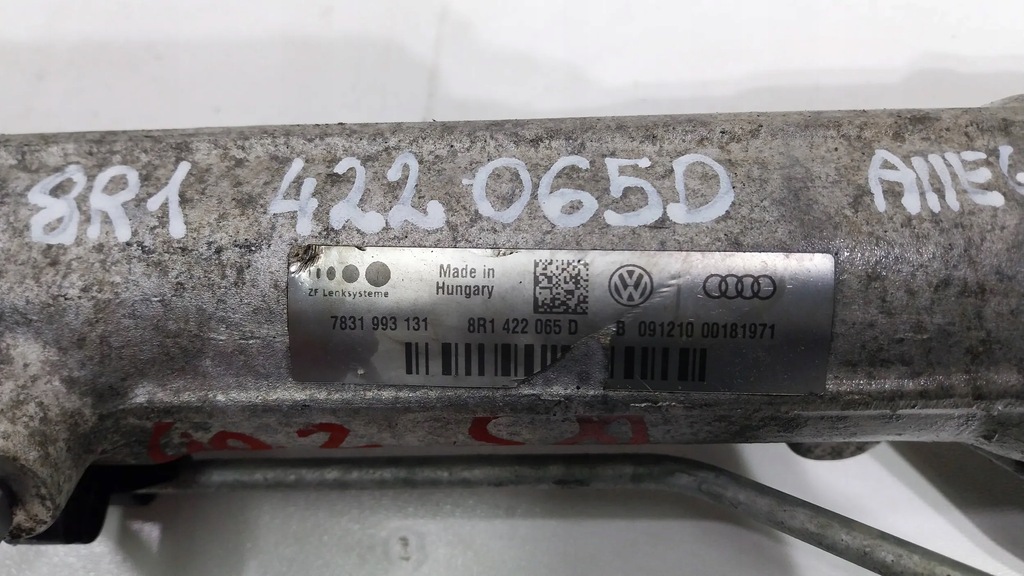 8R1 422 065D
ZF Lenksysteme
Made in
Hungary
7831 993 131 8R1 422 065 D B 091210 00181971